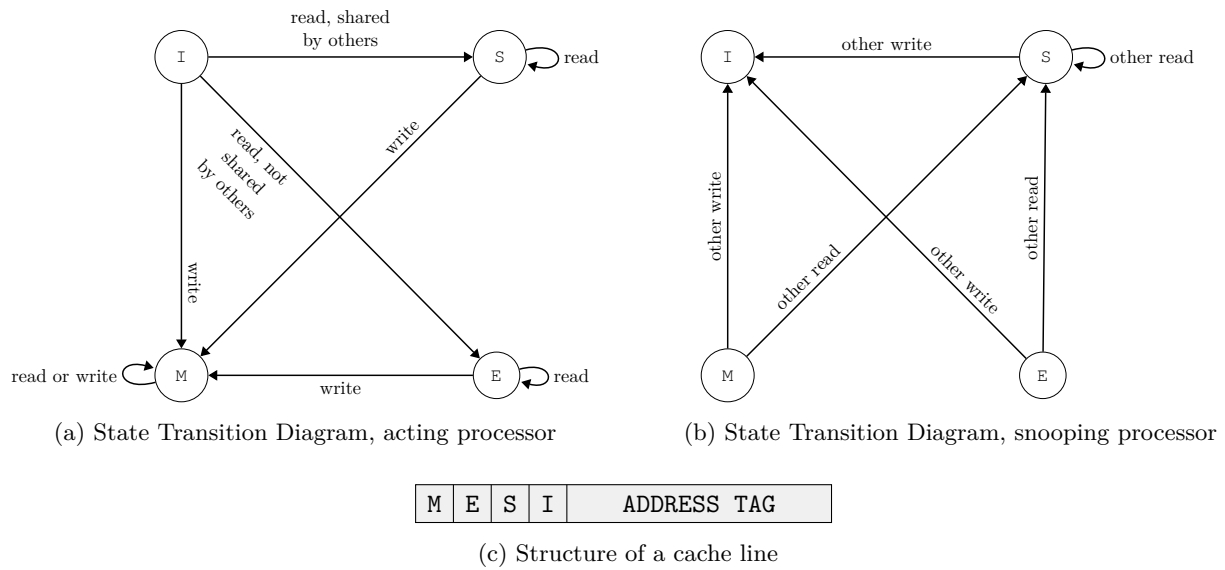 read, shared
by others
I
S
read
write
read, not
shared
by others
write
M
read or write
write
E
read
(a) State Transition Diagram, acting processor
I
other write
S
other read
other write
other read
other write
other read
M
E
(b) State Transition Diagram, snooping processor
M E S I ADDRESS TAG
(c) Structure of a cache line